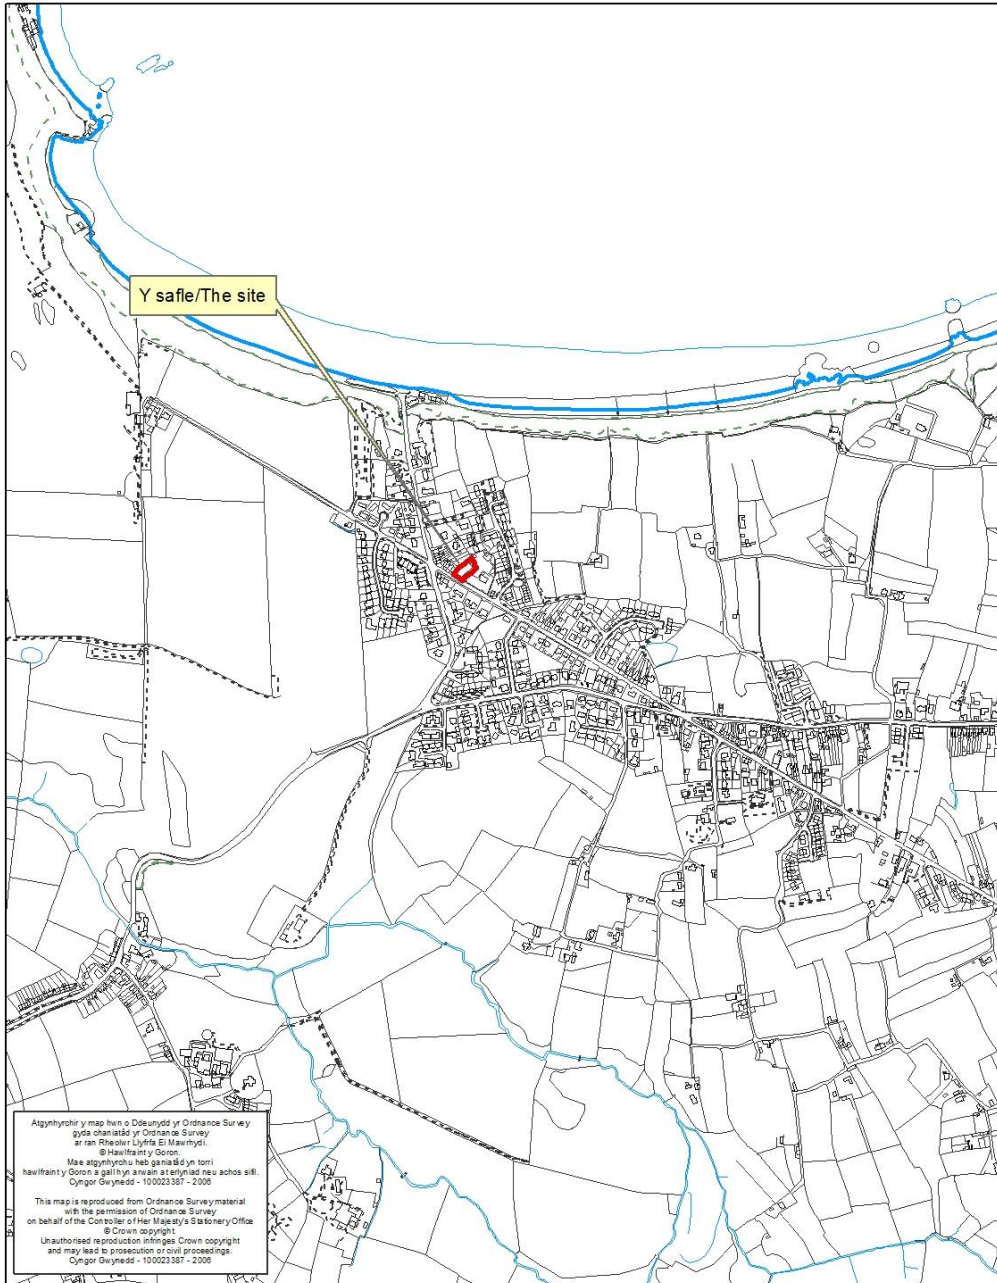 Y safle/The site
Atgynhyrchir y map hwn o Ddeunydd yr Ordnance Survey
gyda chaniatâd yr Ordnance Survey
ar ran Rheolwr Llyfrfa Ei Mawrhydi.
© Hawlfraint y Goron.
Mae atgynhyrchu heb ganiatâd yn torri
hawlfraint y Goron a gall hyn arwain at erlyniad neu achos sifil.
Cyngor Gwynedd - 100023387 - 2006
This map is reproduced from Ordnance Survey material
with the permission of Ordnance Survey
on behalf of the Controller of Her Majesty's Stationery Office
© Crown copyright.
Unauthorised reproduction infringes Crown copyright
and may lead to prosecution or civil proceedings.
Cyngor Gwynedd - 100023387 - 2006